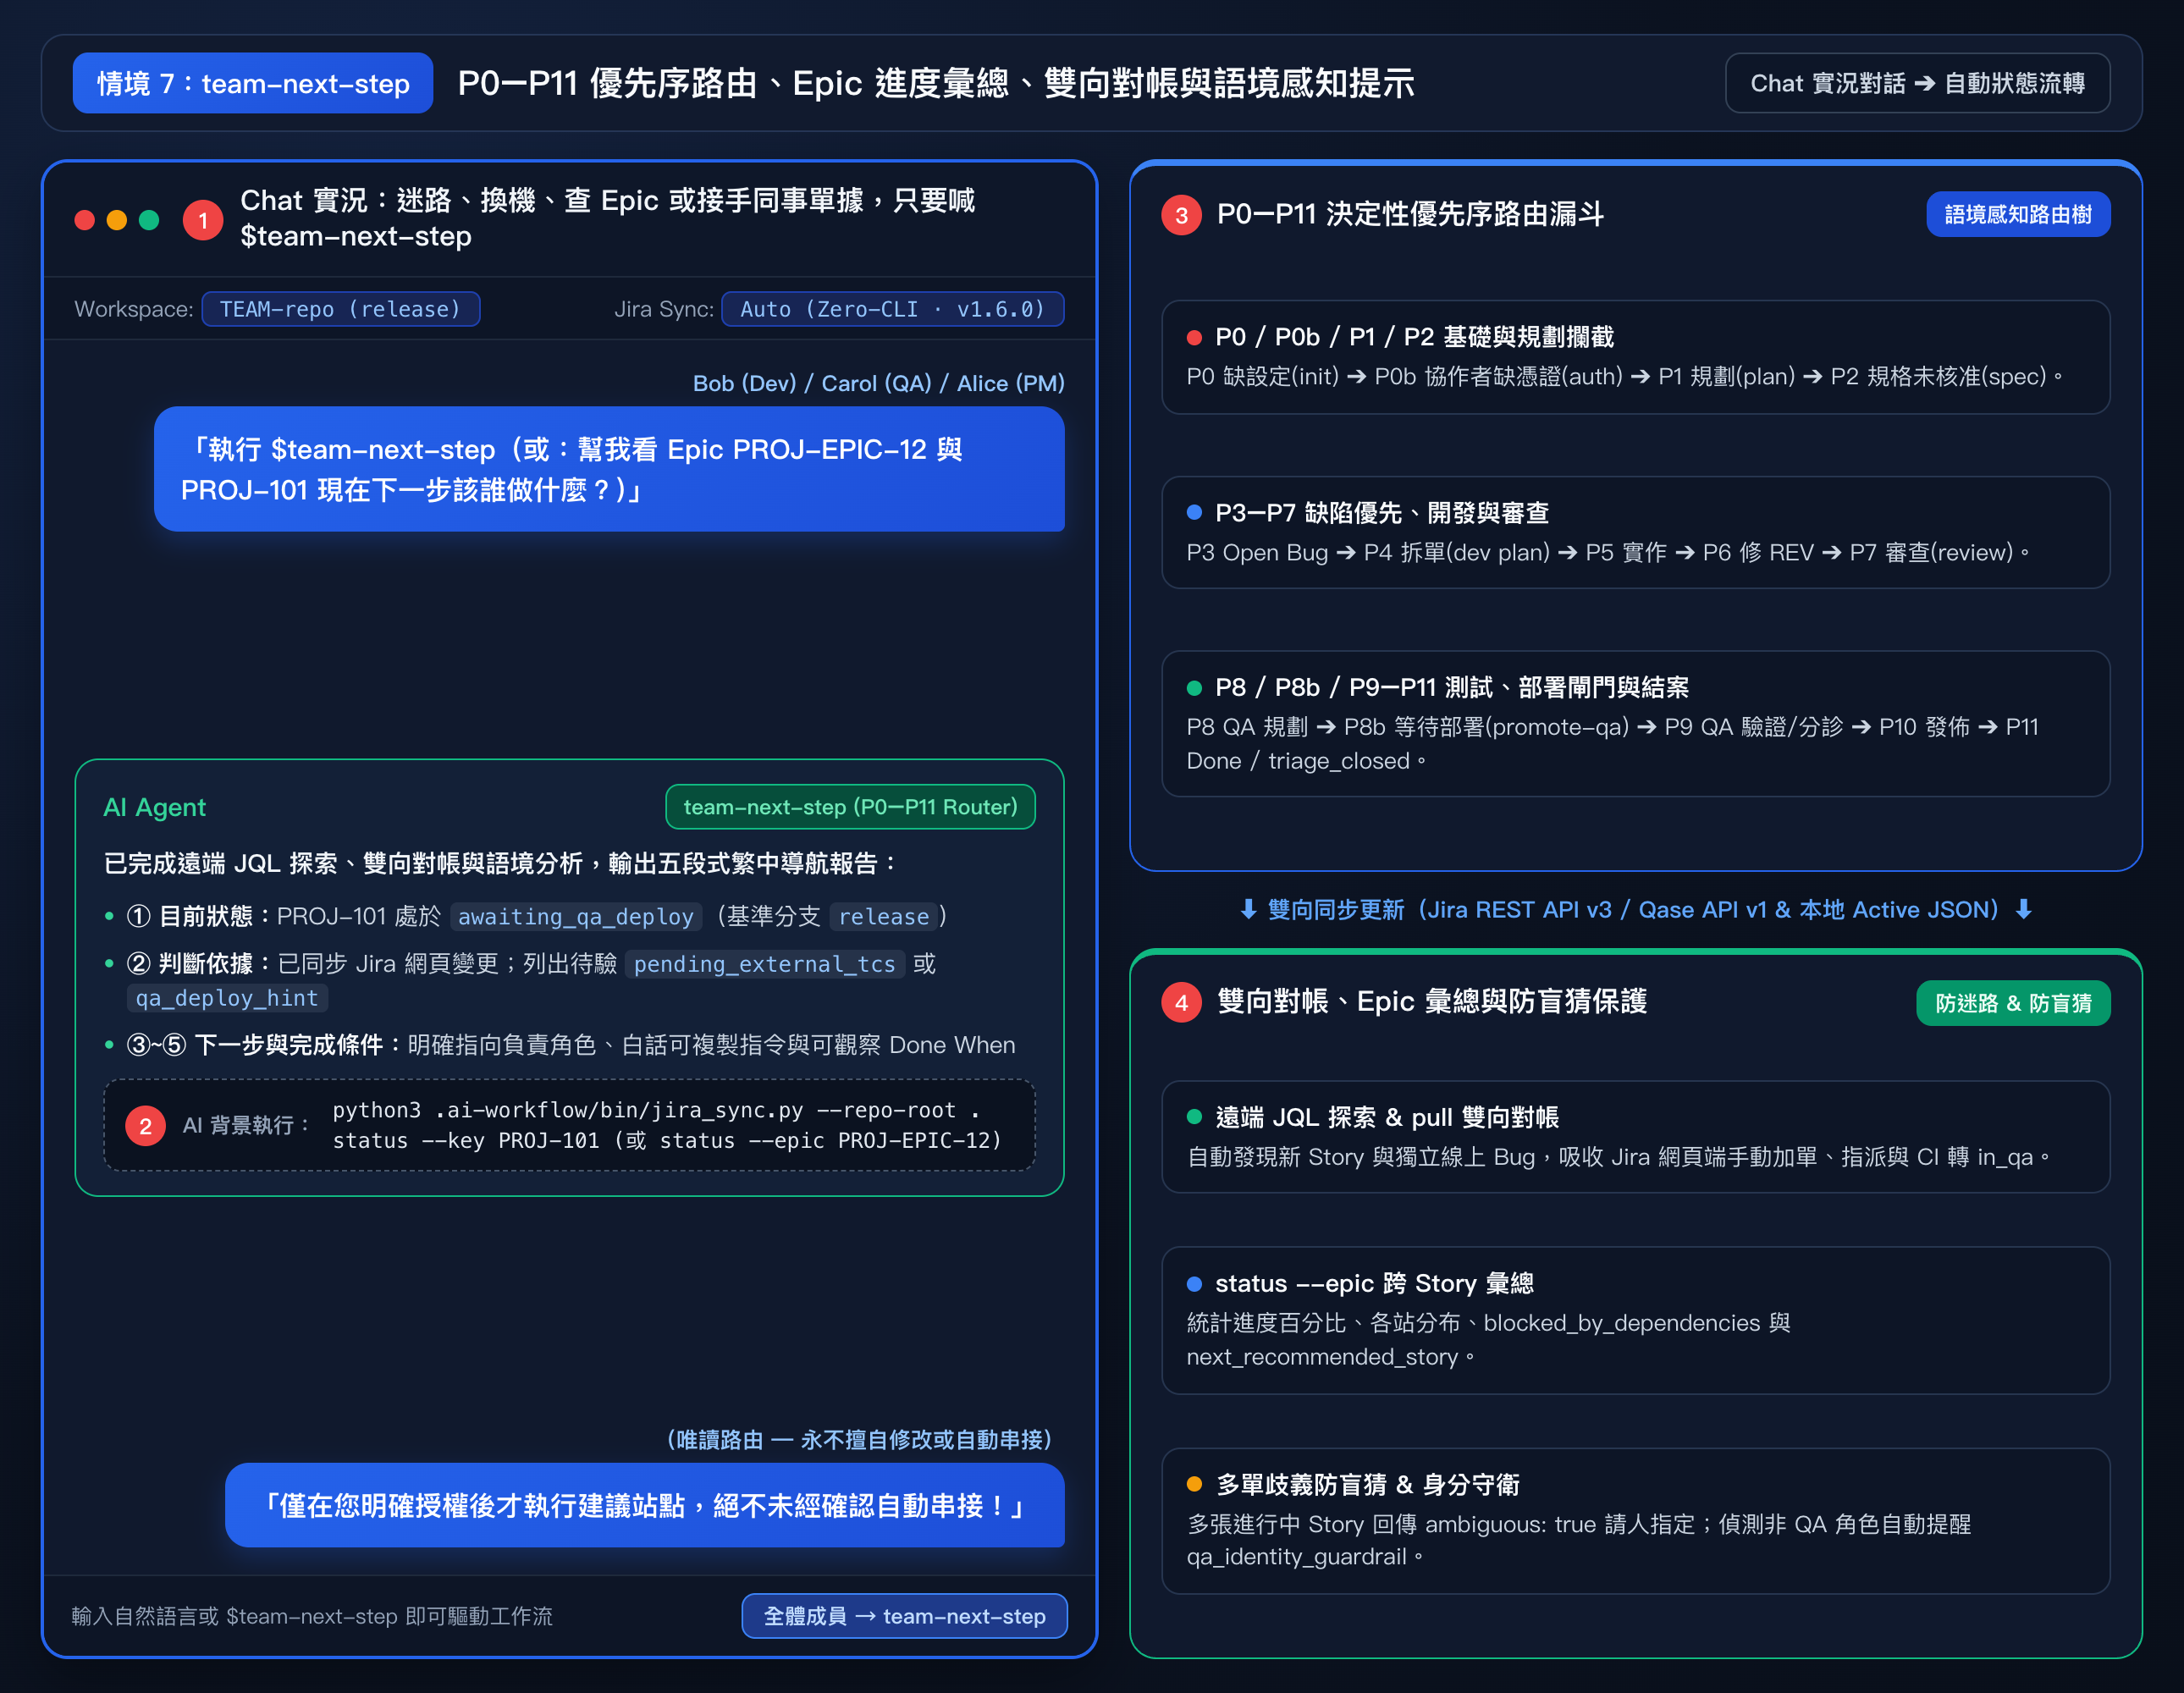 情境 7：team-next-step
P0–P11 優先序路由、Epic 進度彙總、雙向對帳與語境感知提示
Chat 實況對話 ➔ 自動狀態流轉
1
Chat 實況：迷路、換機、查 Epic 或接手同事單據，只要喊
$team-next-step
Workspace: TEAM-repo (release)
Jira Sync: Auto (Zero-CLI · v1.6.0)
Bob (Dev) / Carol (QA) / Alice (PM)
「執行 $team-next-step（或：幫我看 Epic PROJ-EPIC-12 與
PROJ-101 現在下一步該誰做什麼？)」
AI Agent
team-next-step (P0–P11 Router)
已完成遠端 JQL 探索、雙向對帳與語境分析，輸出五段式繁中導航報告：
• ① 目前狀態：PROJ-101 處於 awaiting_qa_deploy（基準分支 release）
• ② 判斷依據：已同步 Jira 網頁變更；列出待驗 pending_external_tcs 或
qa_deploy_hint
• ③~⑤ 下一步與完成條件：明確指向負責角色、白話可複製指令與可觀察 Done When
2
AI 背景執行：
python3 .ai-workflow/bin/jira_sync.py --repo-root .
status --key PROJ-101 (或 status --epic PROJ-EPIC-12)
(唯讀路由 — 永不擅自修改或自動串接)
「僅在您明確授權後才執行建議站點，絕不未經確認自動串接！」
輸入自然語言或 $team-next-step 即可驅動工作流
全體成員 → team-next-step
3
P0–P11 決定性優先序路由漏斗
語境感知路由樹
P0 / P0b / P1 / P2 基礎與規劃攔截
P0 缺設定(init) ➔ P0b 協作者缺憑證(auth) ➔ P1 規劃(plan) ➔ P2 規格未核准(spec)。
P3–P7 缺陷優先、開發與審查
P3 Open Bug ➔ P4 拆單(dev plan) ➔ P5 實作 ➔ P6 修 REV ➔ P7 審查(review)。
P8 / P8b / P9–P11 測試、部署閘門與結案
P8 QA 規劃 ➔ P8b 等待部署(promote-qa) ➔ P9 QA 驗證/分診 ➔ P10 發佈 ➔ P11
Done / triage_closed。
⬇ 雙向同步更新（Jira REST API v3 / Qase API v1 & 本地 Active JSON） ⬇
4
雙向對帳、Epic 彙總與防盲猜保護
防迷路 & 防盲猜
遠端 JQL 探索 & pull 雙向對帳
自動發現新 Story 與獨立線上 Bug，吸收 Jira 網頁端手動加單、指派與 CI 轉 in_qa。
status --epic 跨 Story 彙總
統計進度百分比、各站分布、blocked_by_dependencies 與
next_recommended_story。
多單歧義防盲猜 & 身分守衛
多張進行中 Story 回傳 ambiguous: true 請人指定；偵測非 QA 角色自動提醒
qa_identity_guardrail。